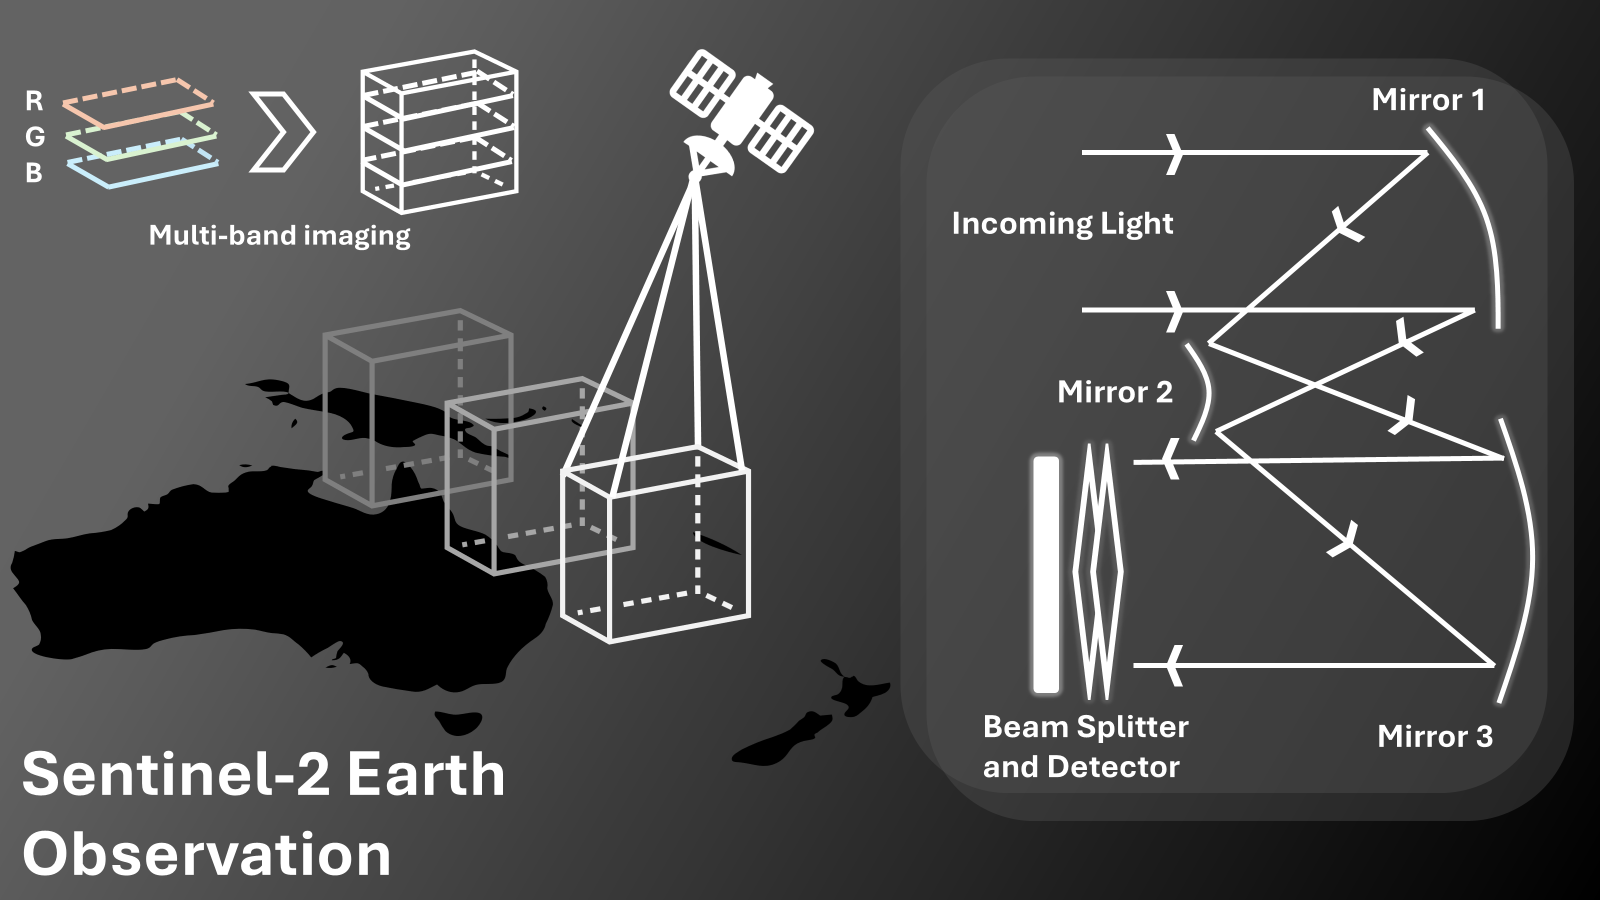 R
G
B
Multi-band imaging
Mirror 1
Incoming Light
Mirror 2
Beam Splitter
and Detector
Mirror 3
Sentinel-2 Earth
Observation